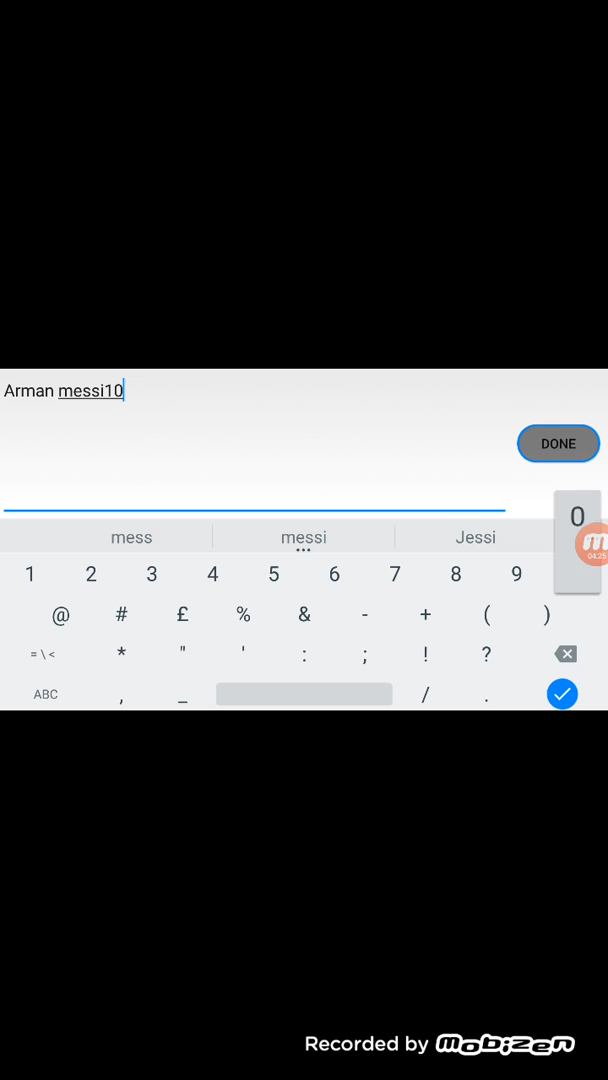 Arman messi10
DONE
0
mess messi Jessi
04:25
1 2 3 4 5 6 7 8 9
@ # £ % & - + ( )
= \ < * " ' : ; ! ?
ABC , _ / .
Recorded by mobizen